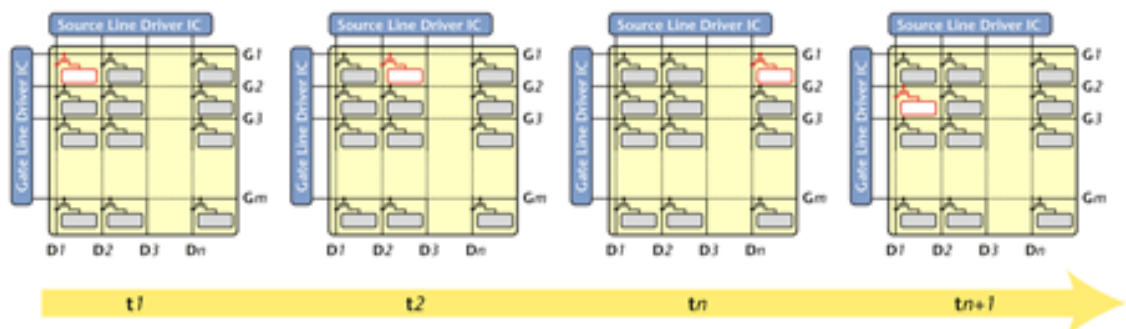 Source Line Driver IC
Gate Line Driver IC
G1
G2
G3
Gm
D1 D2 D3 Dn
Source Line Driver IC
Gate Line Driver IC
G1
G2
G3
Gm
D1 D2 D3 Dn
Source Line Driver IC
Gate Line Driver IC
G1
G2
G3
Gm
D1 D2 D3 Dn
Source Line Driver IC
Gate Line Driver IC
G1
G2
G3
Gm
D1 D2 D3 Dn
t1 t2 tn tn+1